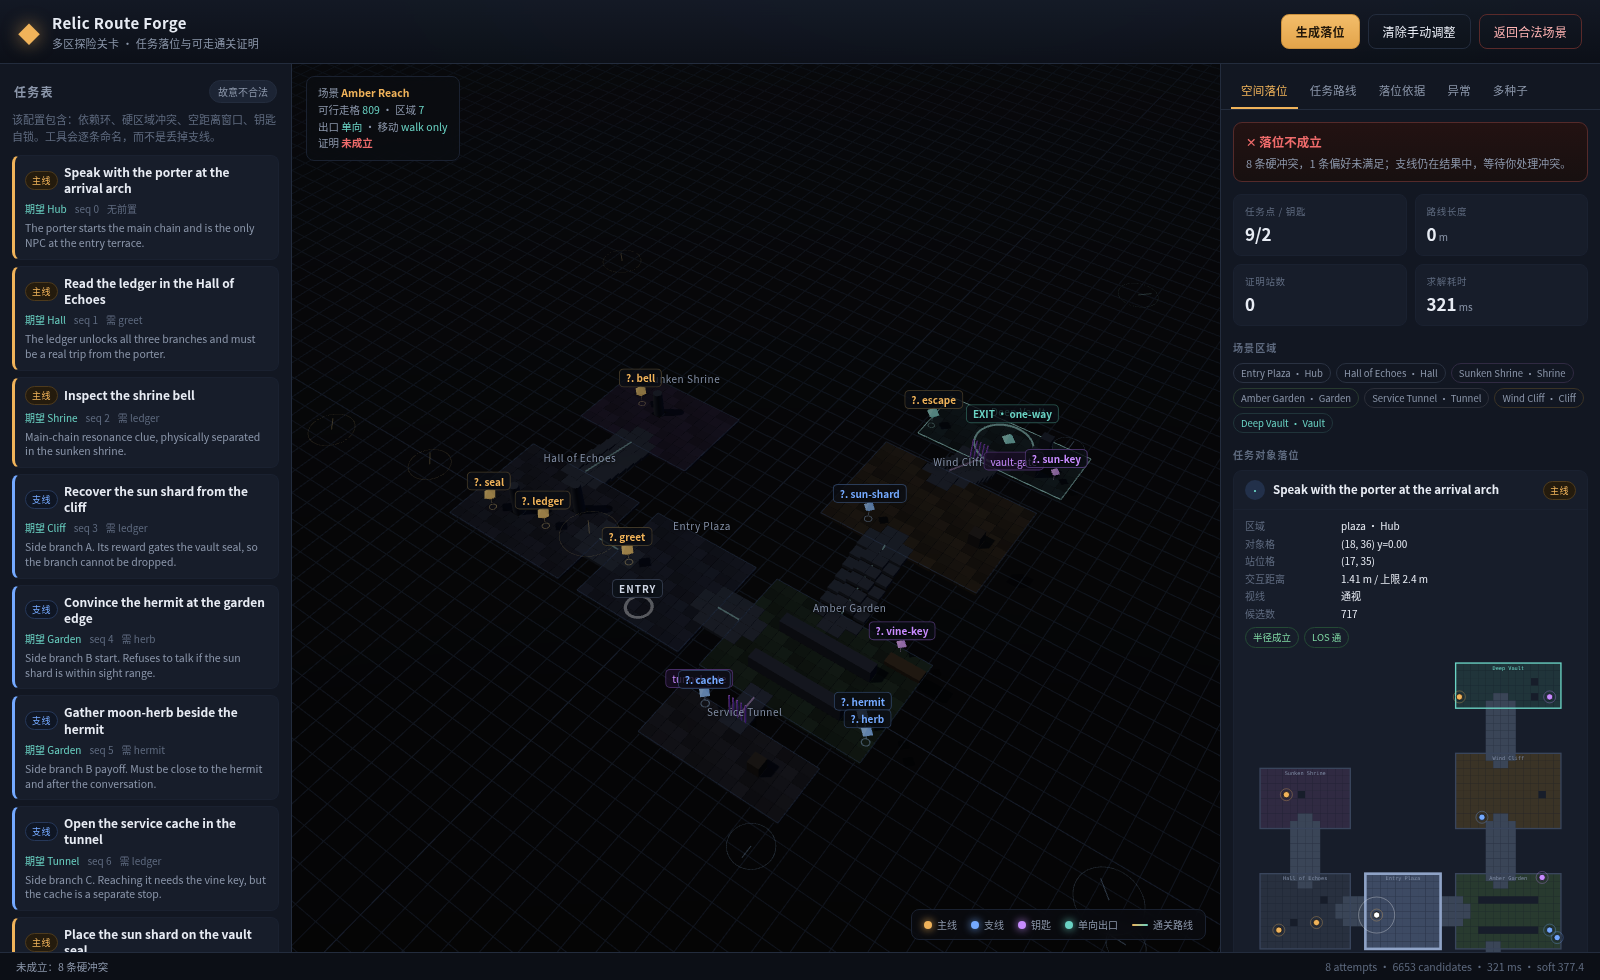 Relic Route Forge
多区探险关卡 • 任务落位与可走通关证明
生成落位
清除手动调整
返回合法场景
任务表
故意不合法
该配置包含：依赖环、硬区域冲突、空距离窗口、钥匙
自锁。工具会逐条命名，而不是丢掉支线。
主线
Speak with the porter at the
arrival arch
期望 Hub seq 0 无前置
The porter starts the main chain and is the only
NPC at the entry terrace.
主线
Read the ledger in the Hall of
Echoes
期望 Hall seq 1 需 greet
The ledger unlocks all three branches and must
be a real trip from the porter.
主线
Inspect the shrine bell
期望 Shrine seq 2 需 ledger
Main-chain resonance clue, physically separated
in the sunken shrine.
支线
Recover the sun shard from the
cliff
期望 Cliff seq 3 需 ledger
Side branch A. Its reward gates the vault seal, so
the branch cannot be dropped.
支线
Convince the hermit at the garden
edge
期望 Garden seq 4 需 herb
Side branch B start. Refuses to talk if the sun
shard is within sight range.
支线
Gather moon-herb beside the
hermit
期望 Garden seq 5 需 hermit
Side branch B payoff. Must be close to the hermit
and after the conversation.
支线
Open the service cache in the
tunnel
期望 Tunnel seq 6 需 ledger
Side branch C. Reaching it needs the vine key, but
the cache is a separate stop.
主线
Place the sun shard on the vault
seal
场景 Amber Reach
可行走格 809 • 区域 7
出口 单向 • 移动 walk only
证明 未成立
?. bell
nken Shrine
?. escape
EXIT • one-way
Hall of Echoes
Wind Cliff
vault-ga
?. sun-key
?. seal
?. ledger
?. sun-shard
Entry Plaza
?. greet
ENTRY
Amber Garden
?. vine-key
tu
?. cache
Service Tunnel
?. hermit
?. herb
主线
支线
钥匙
单向出口
通关路线
空间落位
任务路线
落位依据
异常
多种子
✕ 落位不成立
8 条硬冲突，1 条偏好未满足；支线仍在结果中，等待你处理冲突。
任务点 / 钥匙
9/2
路线长度
0 m
证明站数
0
求解耗时
321 ms
场景区域
Entry Plaza • Hub
Hall of Echoes • Hall
Sunken Shrine • Shrine
Amber Garden • Garden
Service Tunnel • Tunnel
Wind Cliff • Cliff
Deep Vault • Vault
任务对象落位
Speak with the porter at the arrival arch
主线
区域 plaza • Hub
对象格 (18, 36) y=0.00
站位格 (17, 35)
交互距离 1.41 m / 上限 2.4 m
视线 通视
候选数 717
半径成立
LOS 通
Deep Vault
Sunken Shrine
Wind Cliff
Hall of Echoes
Entry Plaza
Amber Garden
未成立：8 条硬冲突
8 attempts • 6653 candidates • 321 ms • soft 377.4